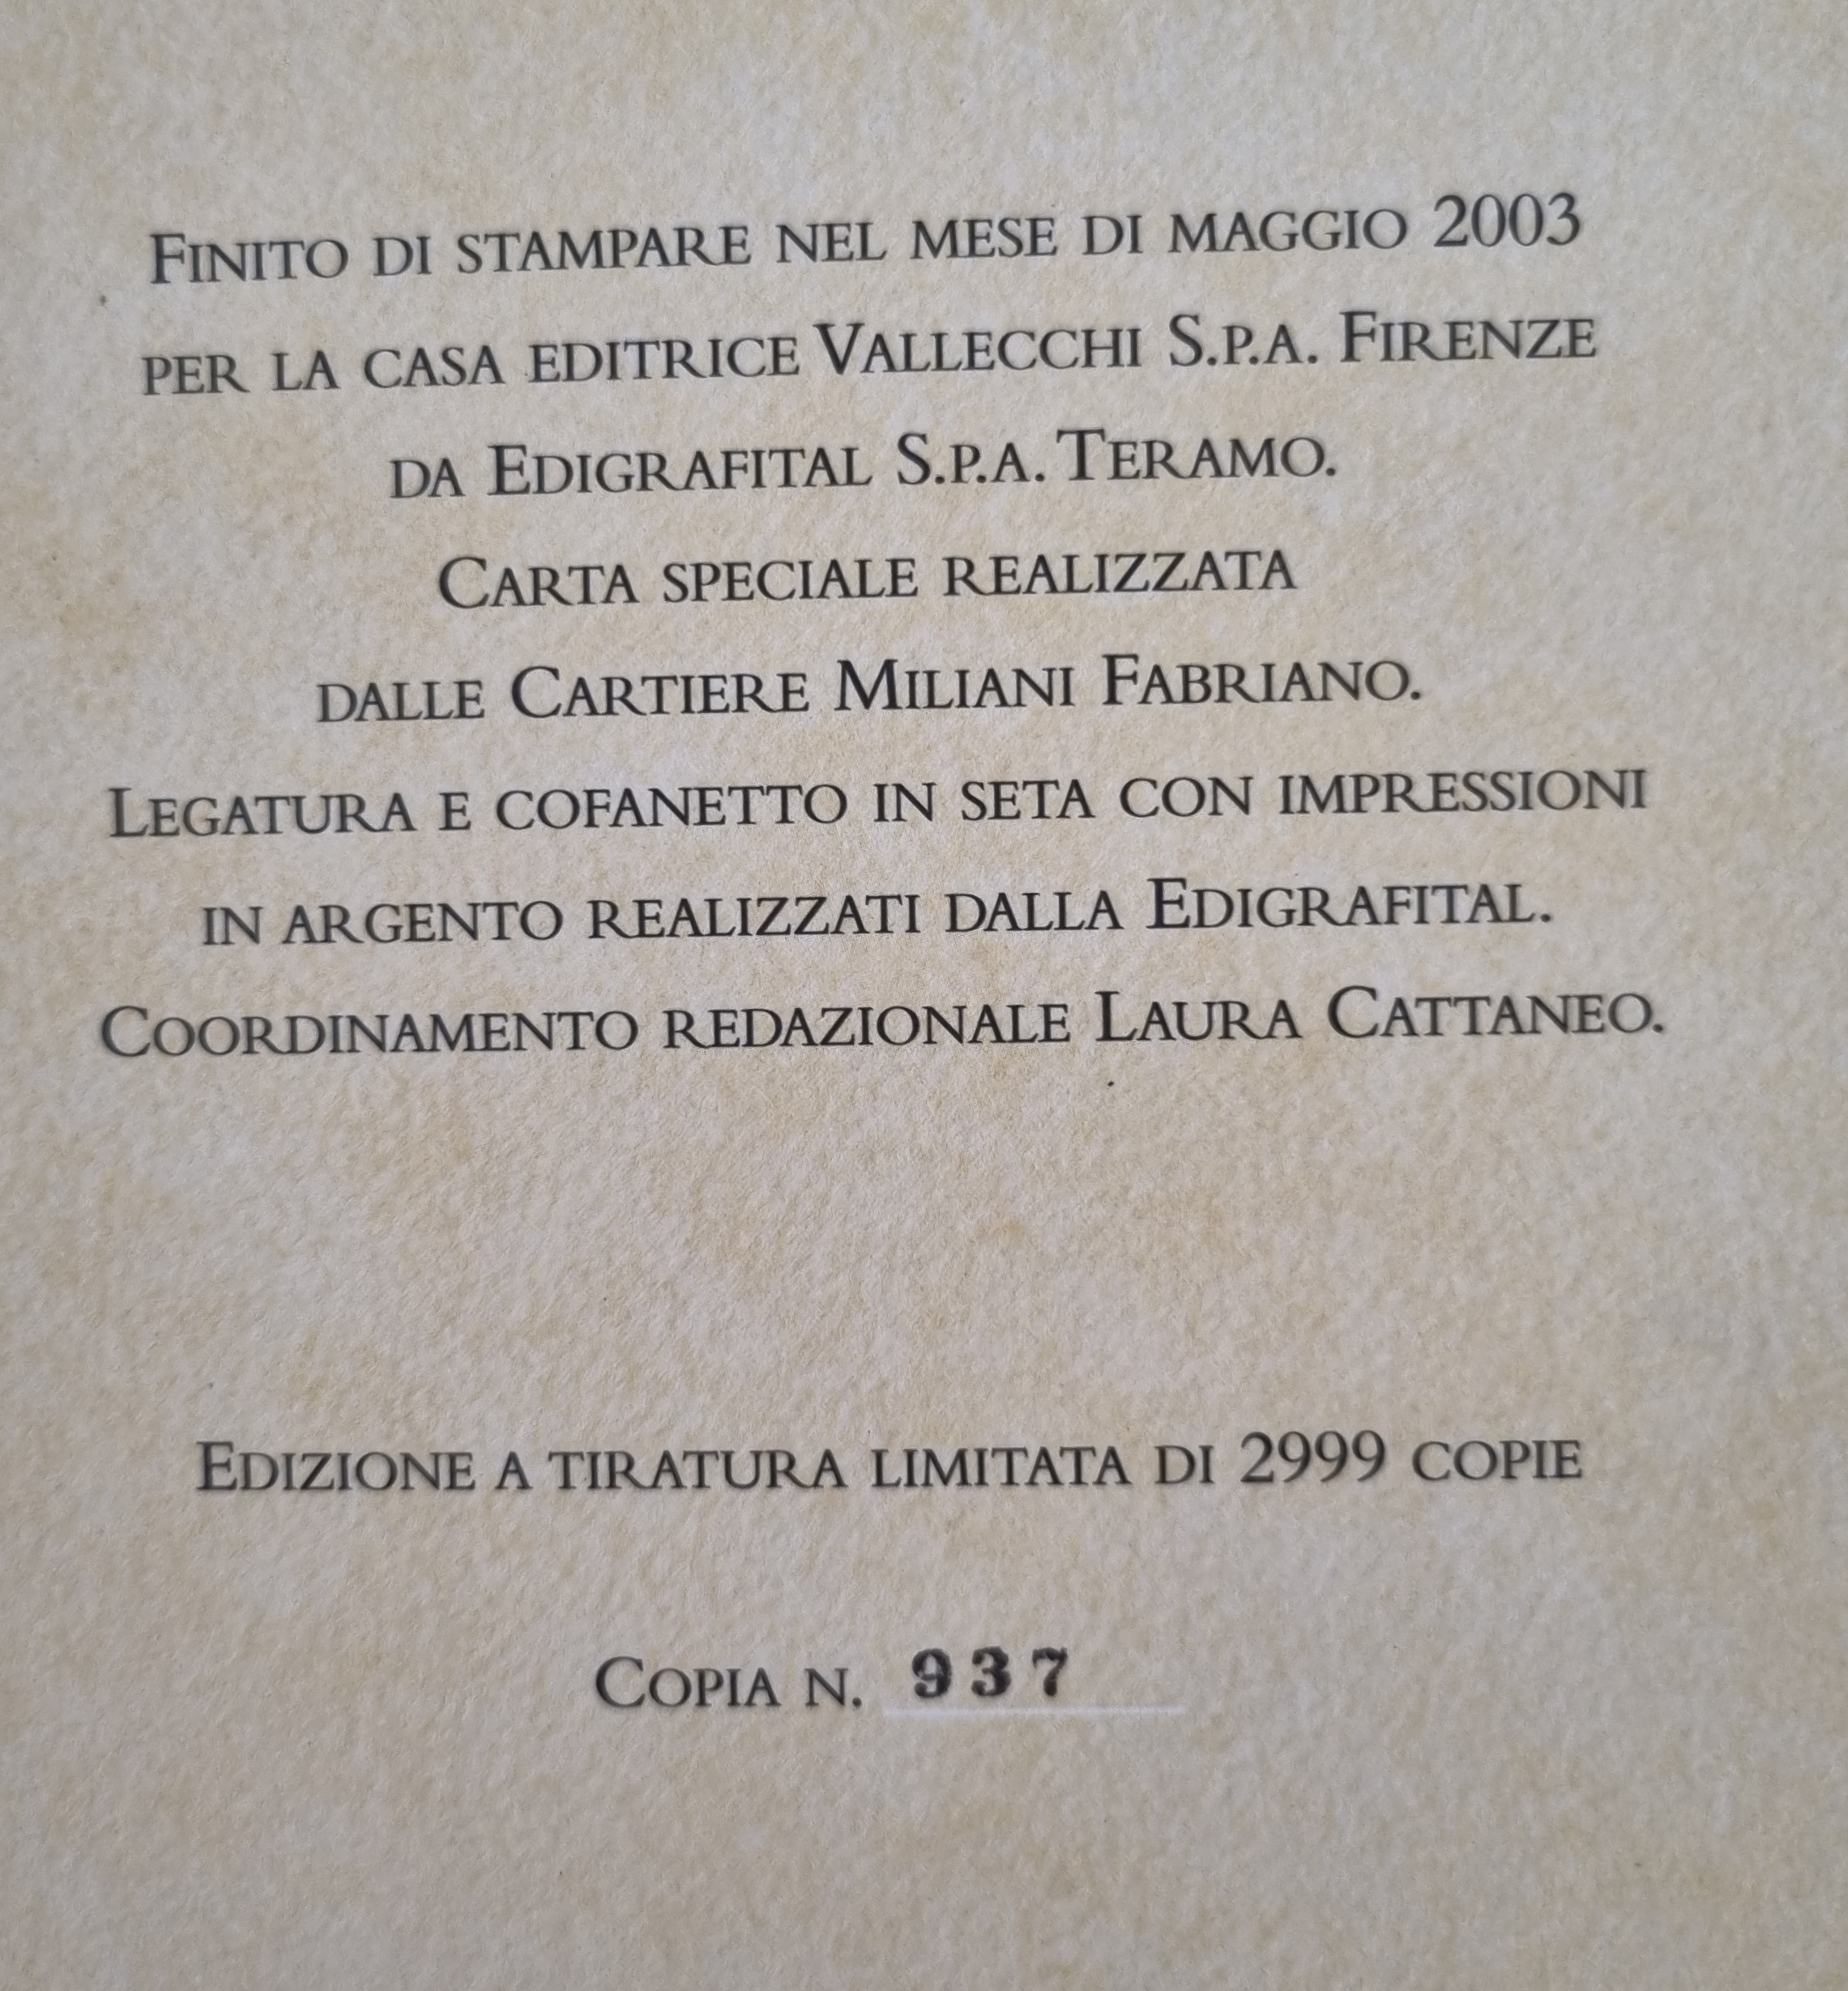 Finito di stampare nel mese di maggio 2003
per la casa editrice Vallecchi S.p.A. Firenze
da Edigrafital S.p.A. Teramo.
Carta speciale realizzata
dalle Cartiere Miliani Fabriano.
Legatura e cofanetto in seta con impressioni
in argento realizzati dalla Edigrafital.
Coordinamento redazionale Laura Cattaneo.
Edizione a tiratura limitata di 2999 copie
Copia n. 937